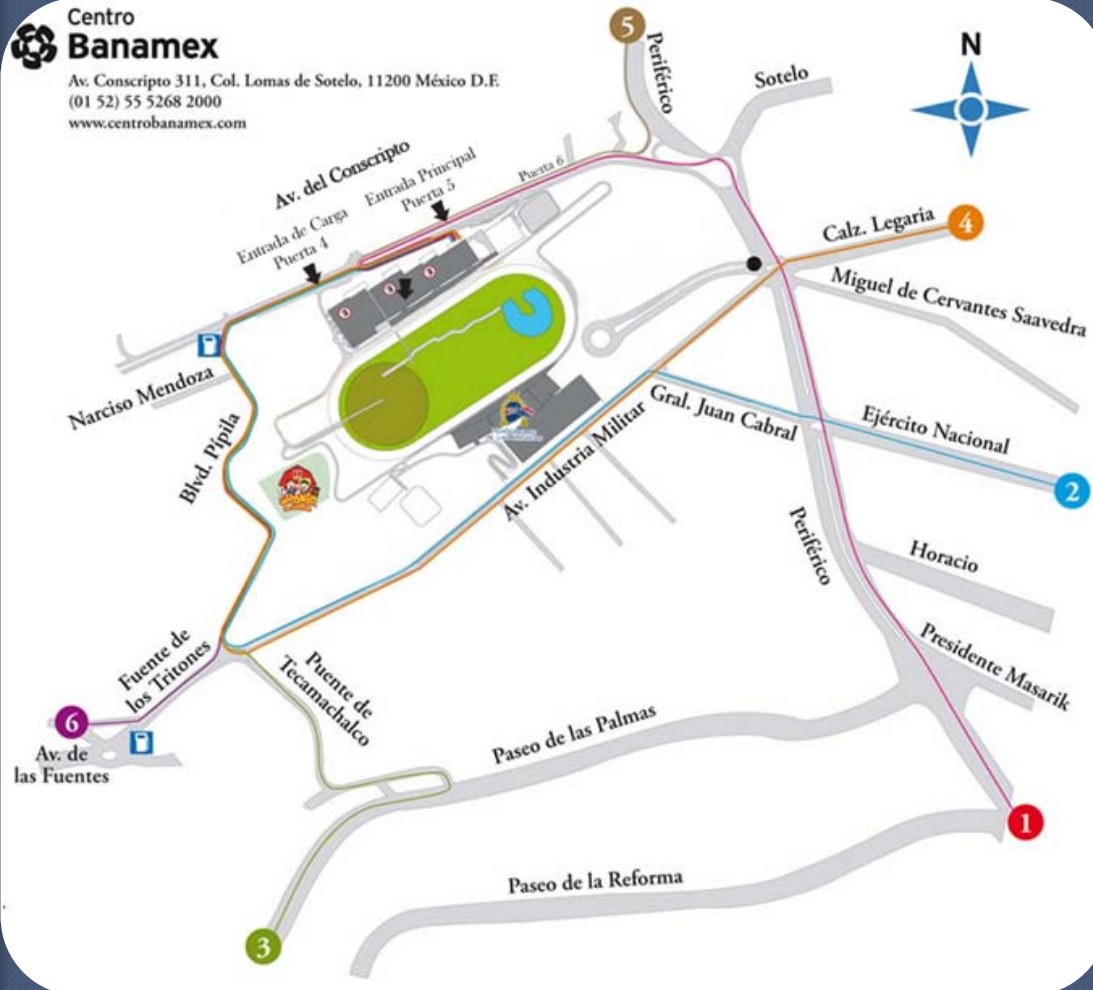 Centro
Banamex
Av. Conscripto 311, Col. Lomas de Sotelo, 11200 México D.F.
(01 52) 55 5268 2000
www.centrobanamex.com
5
Periférico
Sotelo
N
Av. del Conscripto
Entrada Principal
Puerta 5
Puerta 6
Entrada de Carga
Puerta 4
Calz. Legaria
4
Miguel de Cervantes Saavedra
Narciso Mendoza
Gral. Juan Cabral
Ejército Nacional
2
Blvd. Pipila
Av. Industria Militar
Periférico
Horacio
Fuente de
los Tritones
Puente de
Tecamachalco
Presidente Masarik
6
Av. de
las Fuentes
Paseo de las Palmas
1
Paseo de la Reforma
3